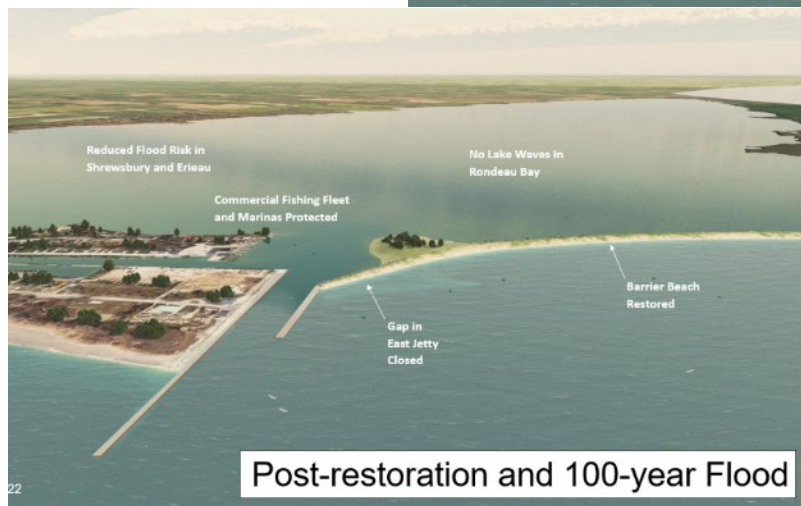 Reduced Flood Risk in
Shrewsbury and Erieau
No Lake Waves in
Rondeau Bay
Commercial Fishing Fleet
and Marinas Protected
Barrier Beach
Restored
Gap in
East Jetty
Closed
22
Post-restoration and 100-year Flood